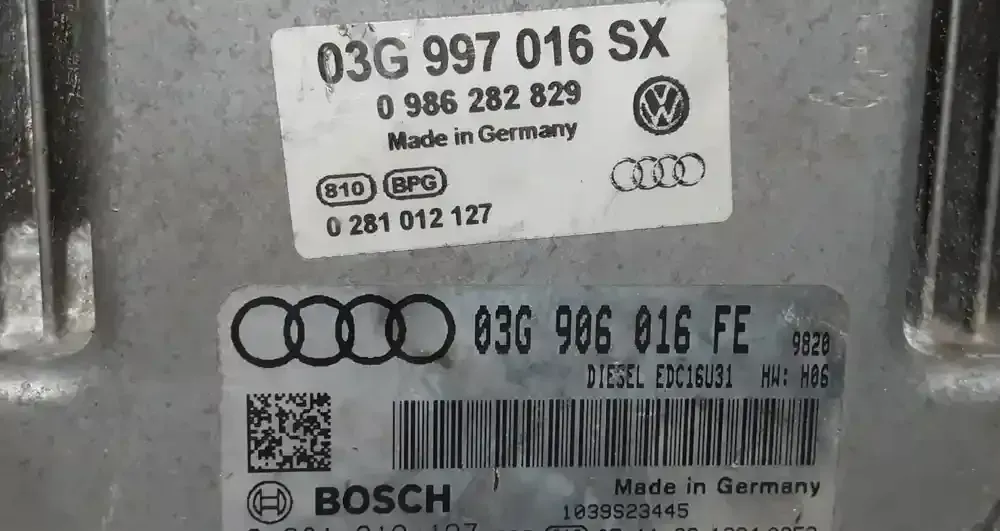 03G 997 016 SX
0 986 282 829
Made in Germany
810 BPG
0 281 012 127
03G 906 016 FE 9820
DIESEL EDC16U31 HW: H06
BOSCH
Made in Germany
1039S23445